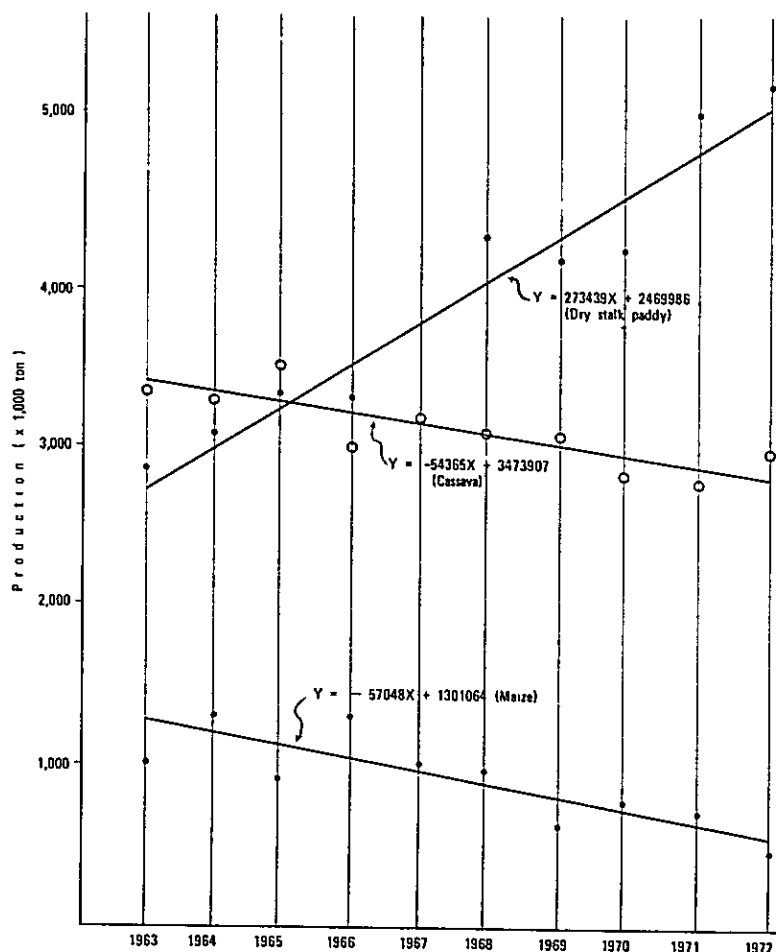 Production ( x 1,000 ton )
5,000
4,000
3,000
2,000
1,000
Y = 273439X + 2469986
(Dry stalk paddy)
Y = -54365X + 3473907
(Cassava)
Y = - 57048X + 1301064 (Maize)
1963 1964 1965 1966 1967 1968 1969 1970 1971 1972